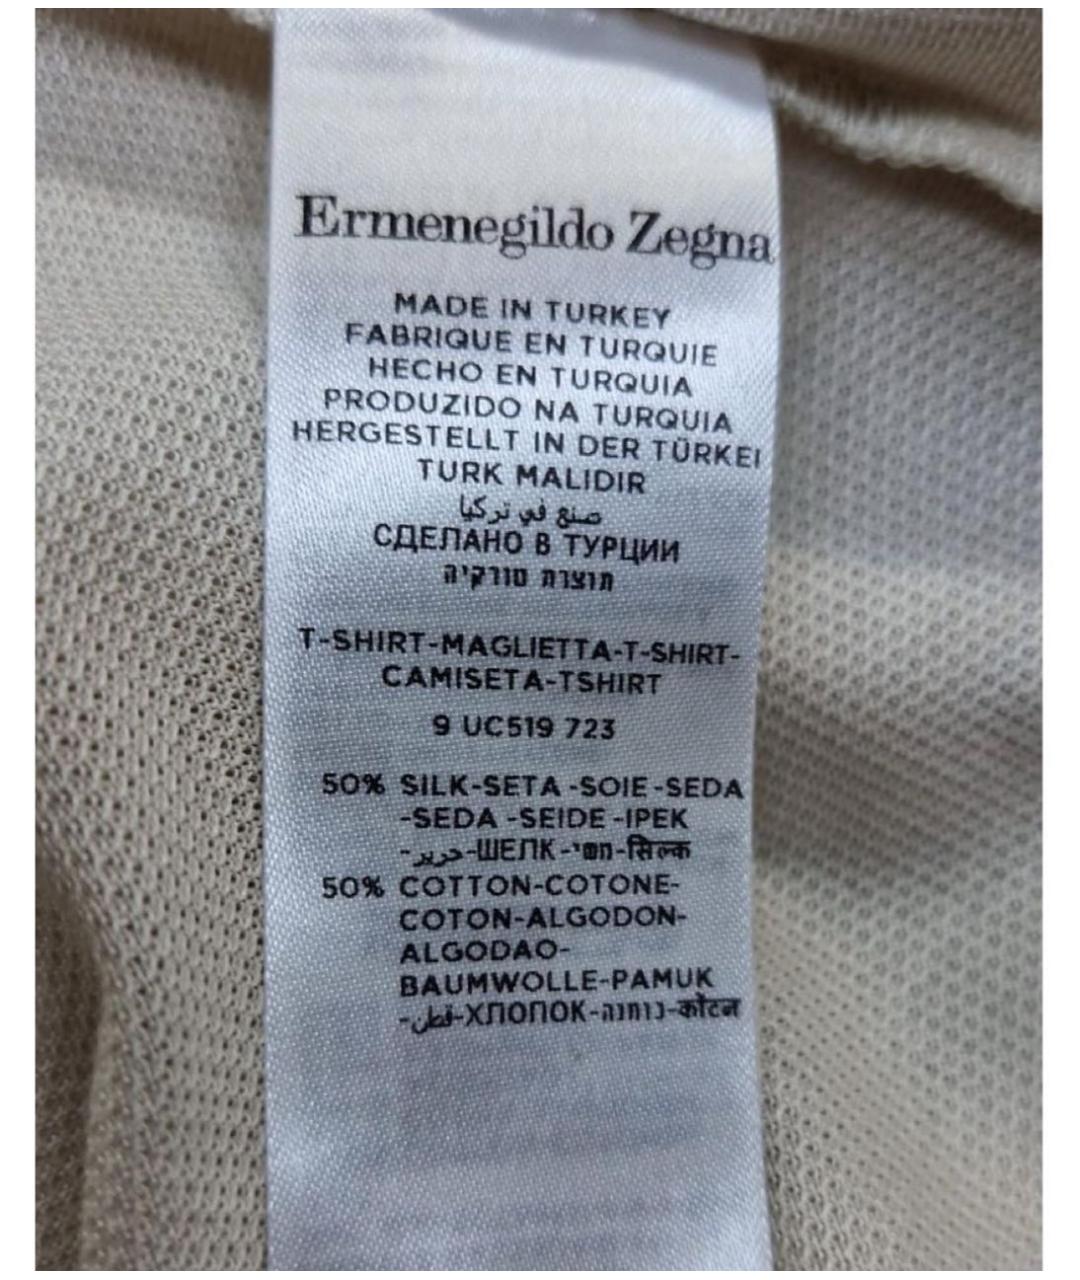 Ermenegildo Zegna
MADE IN TURKEY
FABRIQUE EN TURQUIE
HECHO EN TURQUIA
PRODUZIDO NA TURQUIA
HERGESTELLT IN DER TÜRKEI
TURK MALIDIR
صنع في تركيا
СДЕЛАНО В ТУРЦИИ
תוצרת טורקיה
T-SHIRT-MAGLIETTA-T-SHIRT-
CAMISETA-TSHIRT
9 UC519 723
50% SILK-SETA -SOIE -SEDA
-SEDA -SEIDE -IPEK
-حرير-ШЕЛК-משי-सिल्क
50% COTTON-COTONE-
COTON-ALGODON-
ALGODAO-
BAUMWOLLE-PAMUK
-قطن-ХЛОПОК-כותנה-कॉटन